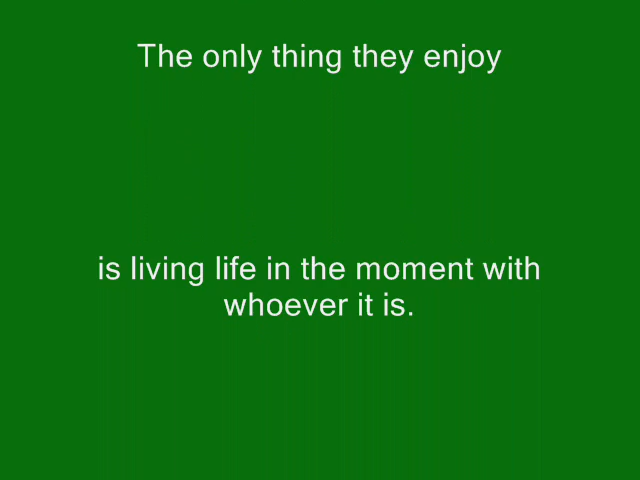 The only thing they enjoy
is living life in the moment with
whoever it is.